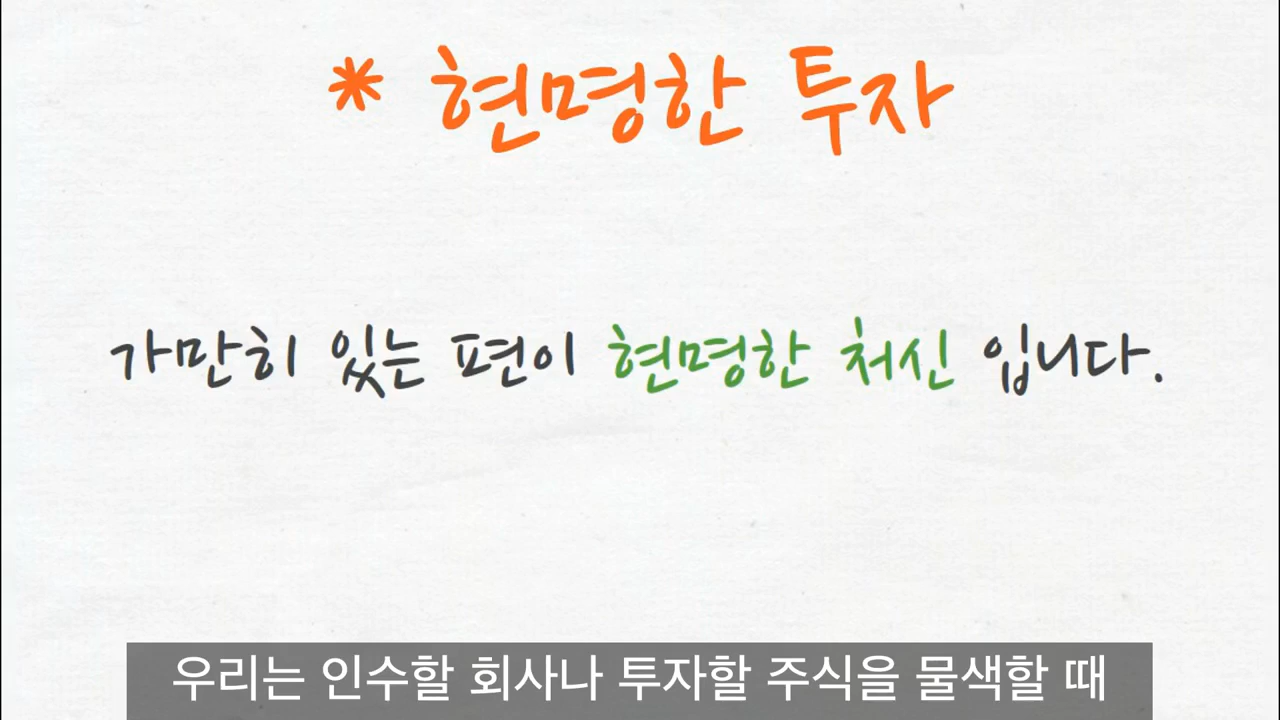 * 현명한 투자
가만히 있는 편이 현명한 처신 입니다.
우리는 인수할 회사나 투자할 주식을 물색할 때